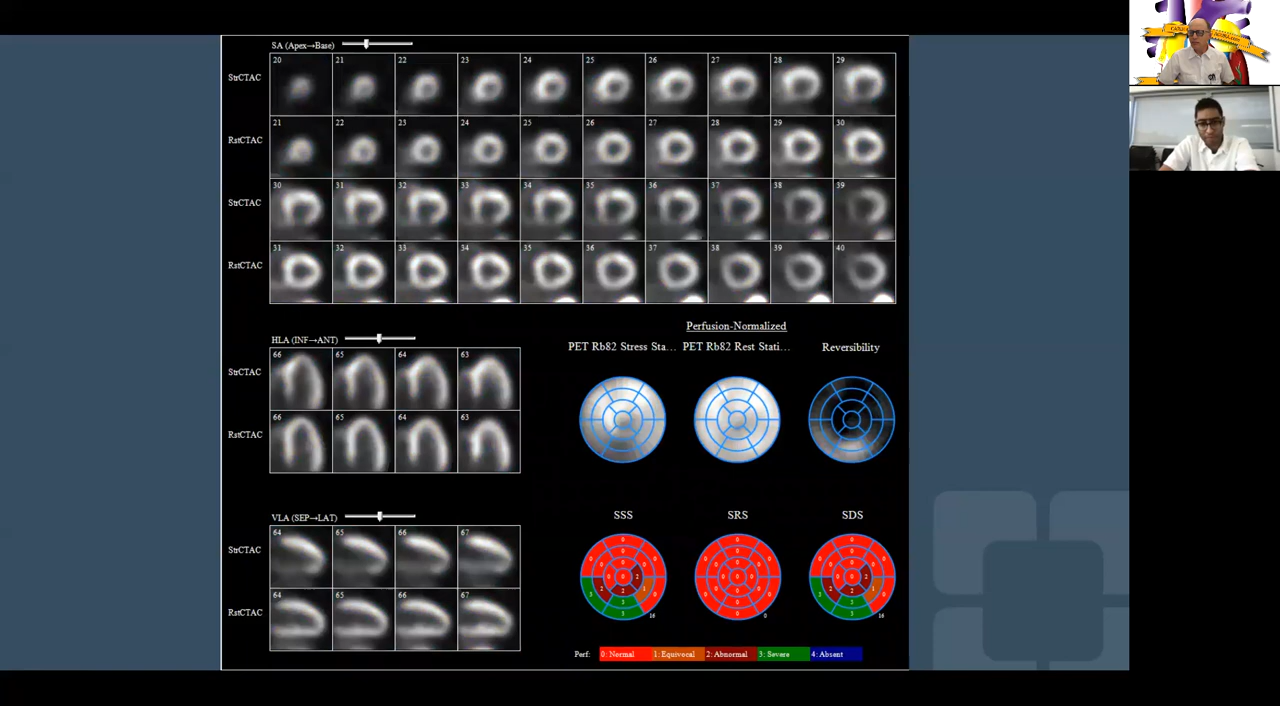 SA (Apex→Base)
20 21 22 23 24 25 26 27 28 29
StrCTAC
21 22 23 24 25 26 27 28 29 30
RstCTAC
30 31 32 33 34 35 36 37 38 39
StrCTAC
31 32 33 34 35 36 37 38 39 40
RstCTAC
HLA (INF→ANT)
66 65 64 63
StrCTAC
66 65 64 63
RstCTAC
VLA (SEP→LAT)
64 65 66 67
StrCTAC
64 65 66 67
RstCTAC
Perfusion-Normalized
PET Rb82 Stress Sta... PET Rb82 Rest Stati... Reversibility
SSS SRS SDS
16 0 16
Perf: 0: Normal 1: Equivocal 2: Abnormal 3: Severe 4: Absent